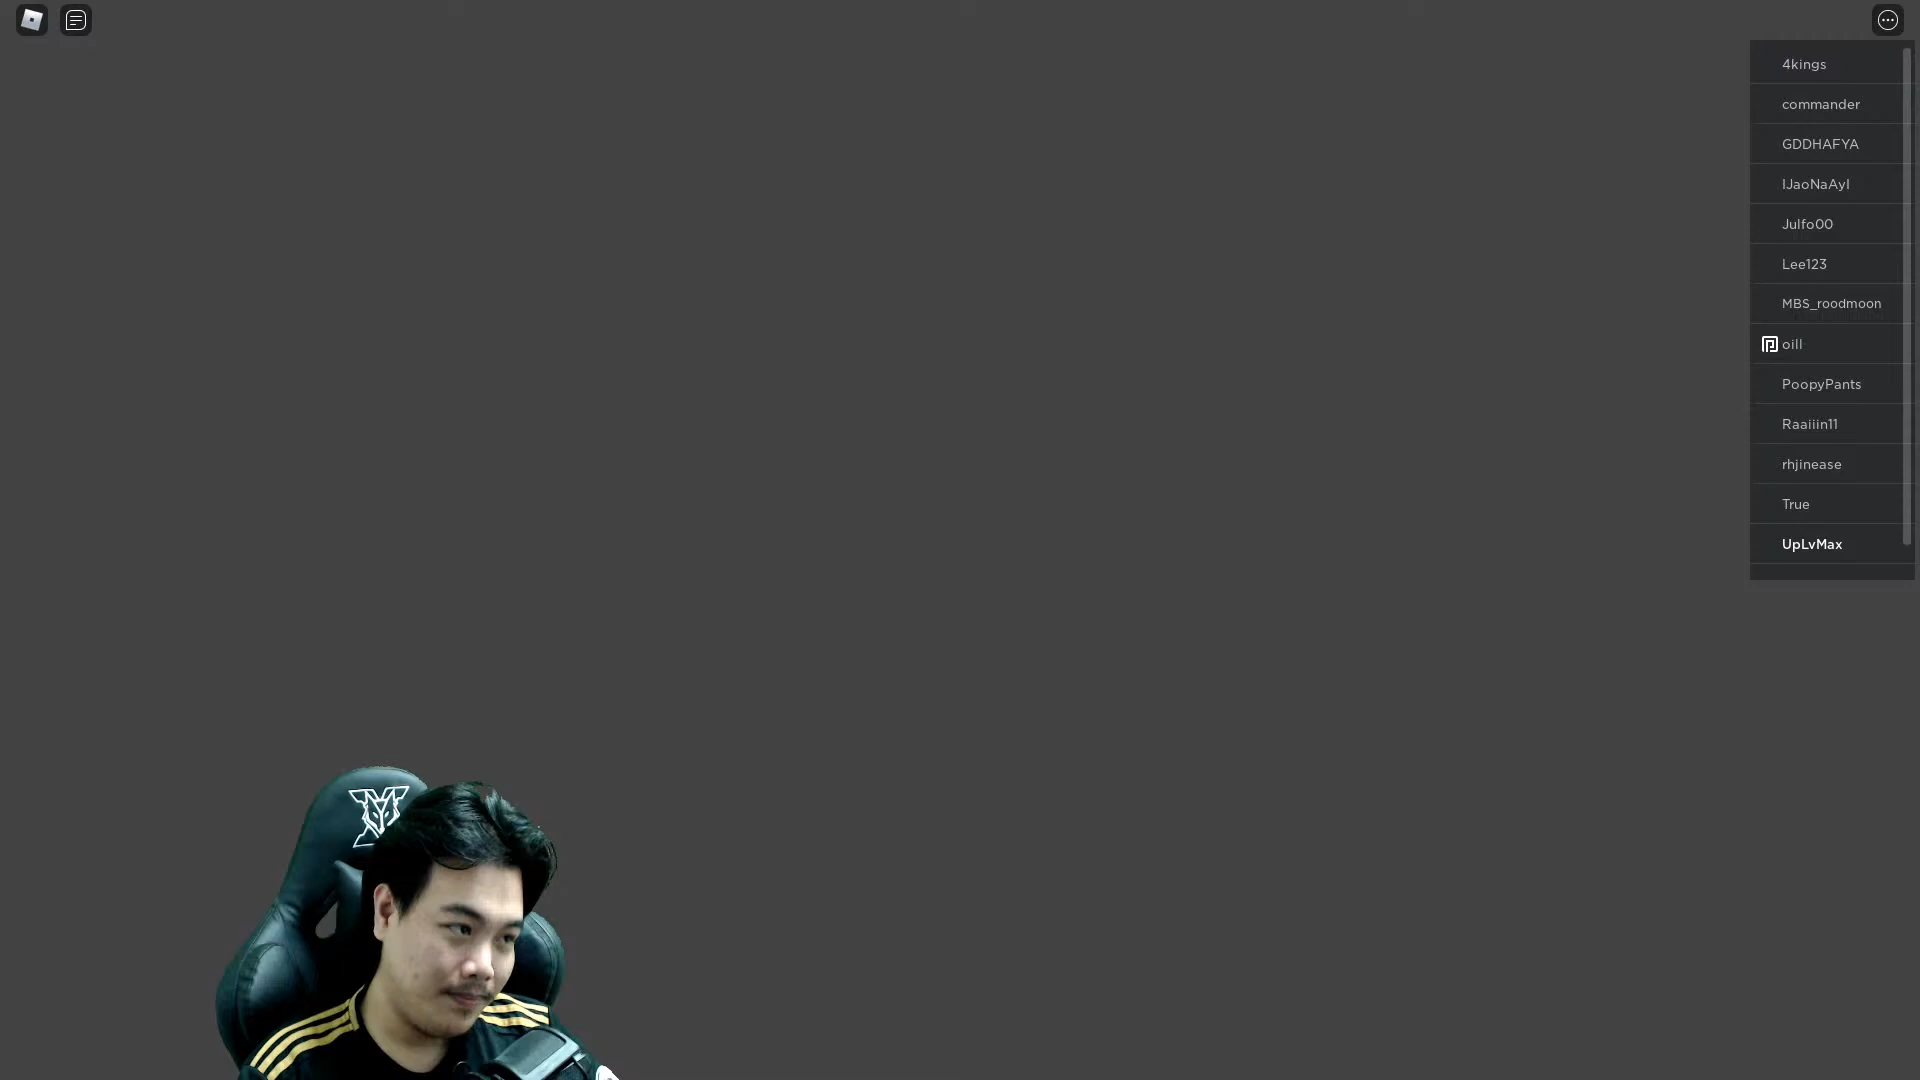 4kings
commander
GDDHAFYA
IJaoNaAyI
Julfo00
Lee123
MBS_roodmoon
oill
PoopyPants
Raaiiin11
rhjinease
True
UpLvMax